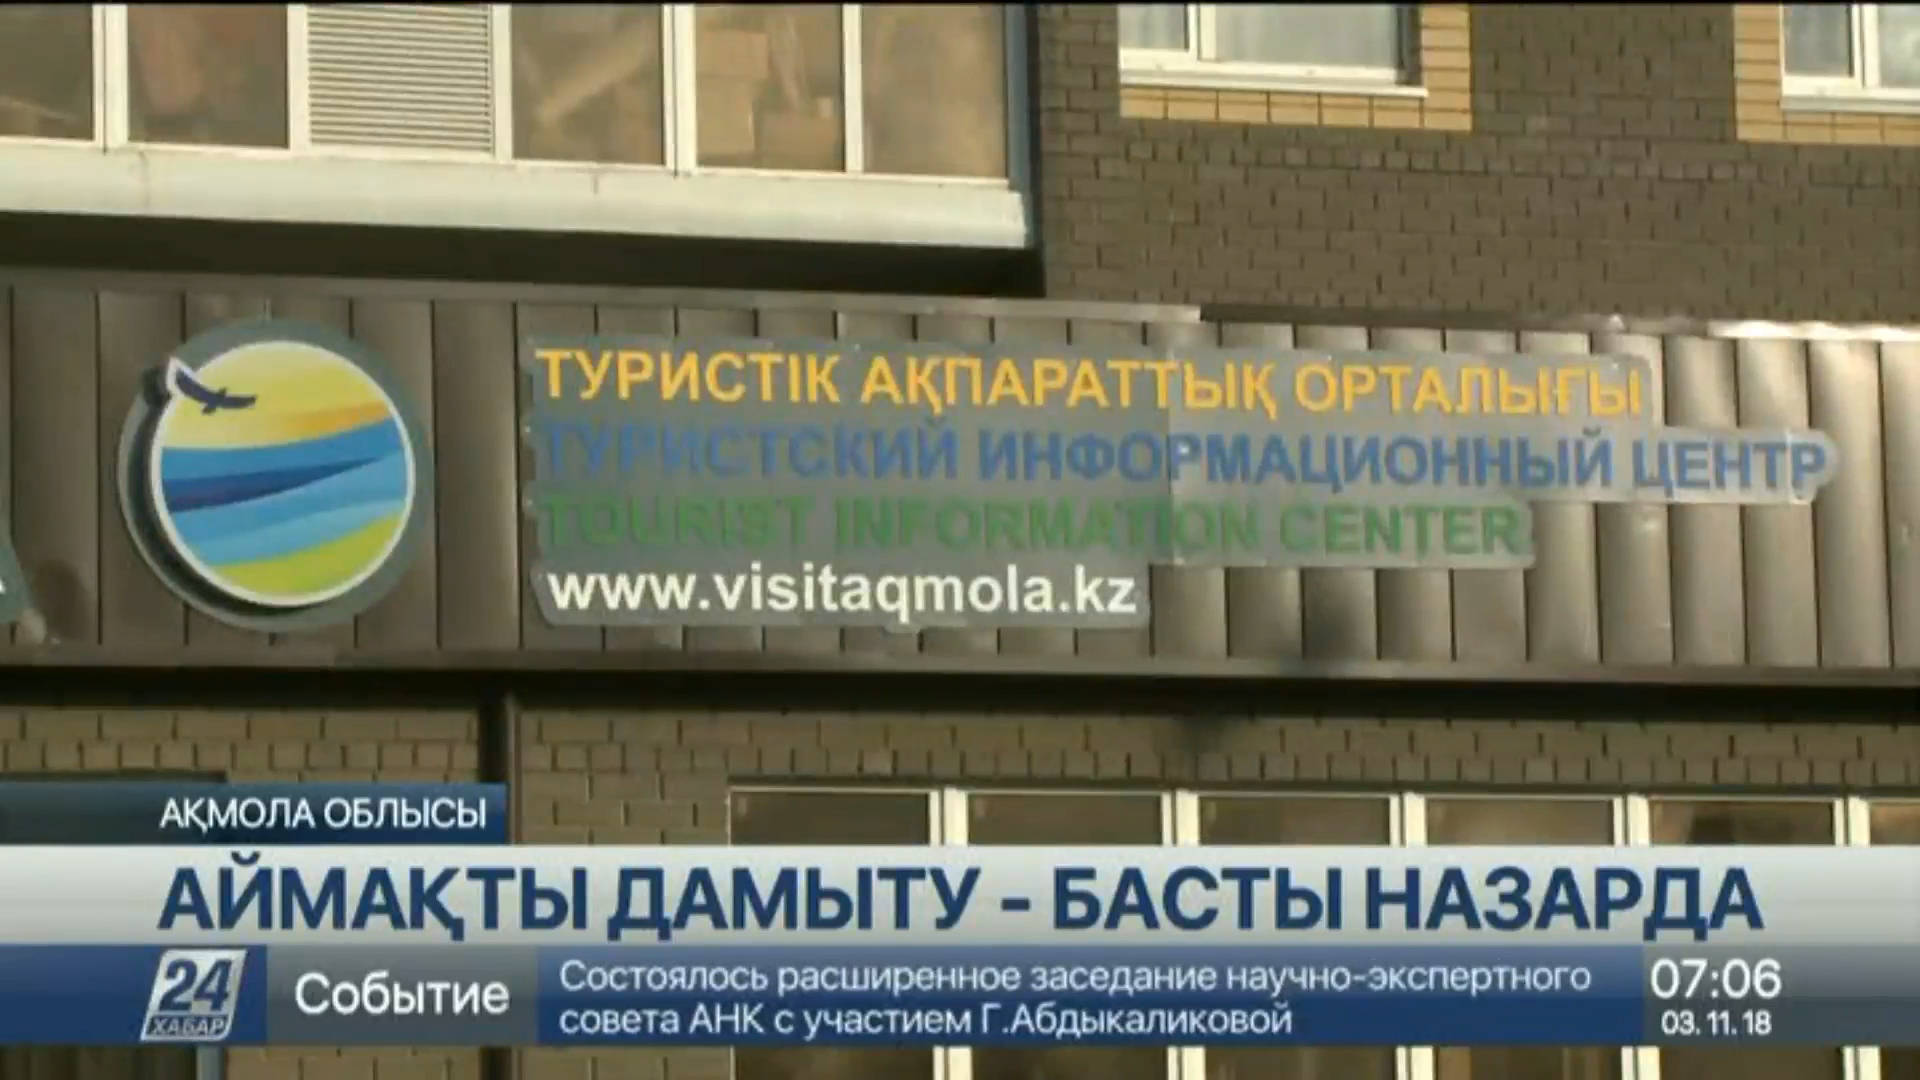 ТУРИСТІК АҚПАРАТТЫҚ ОРТАЛЫҒЫ
ТУРИСТСКИЙ ИНФОРМАЦИОННЫЙ ЦЕНТР
TOURIST INFORMATION CENTER
www.visitaqmola.kz
АҚМОЛА ОБЛЫСЫ
АЙМАҚТЫ ДАМЫТУ - БАСТЫ НАЗАРДА
24
ХАБАР
Событие
Состоялось расширенное заседание научно-экспертного
совета АНК с участием Г.Абдыкаликовой
07:06
03.11.18